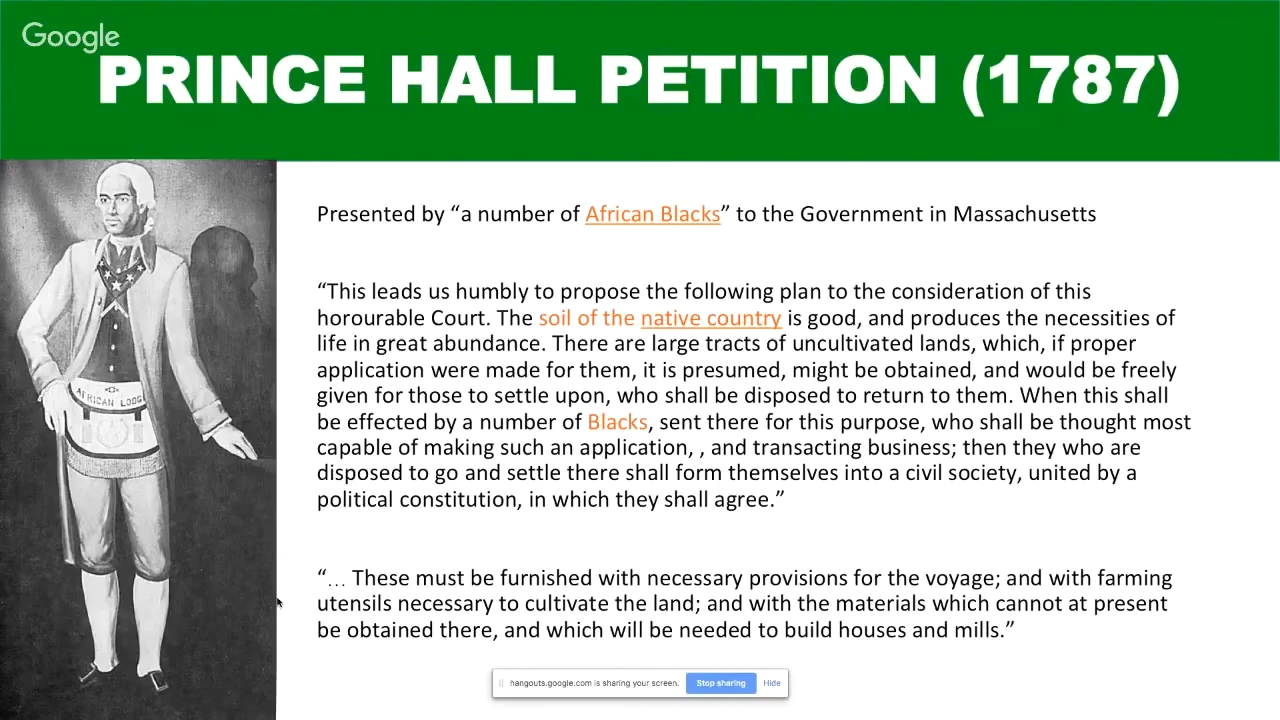 Google
PRINCE HALL PETITION (1787)
Presented by “a number of African Blacks” to the Government in Massachusetts
“This leads us humbly to propose the following plan to the consideration of this
horourable Court. The soil of the native country is good, and produces the necessities of
life in great abundance. There are large tracts of uncultivated lands, which, if proper
application were made for them, it is presumed, might be obtained, and would be freely
given for those to settle upon, who shall be disposed to return to them. When this shall
be effected by a number of Blacks, sent there for this purpose, who shall be thought most
capable of making such an application, , and transacting business; then they who are
disposed to go and settle there shall form themselves into a civil society, united by a
political constitution, in which they shall agree.”
“… These must be furnished with necessary provisions for the voyage; and with farming
utensils necessary to cultivate the land; and with the materials which cannot at present
be obtained there, and which will be needed to build houses and mills.”
AFRICAN LODG
hangouts.google.com is sharing your screen. Stop sharing Hide